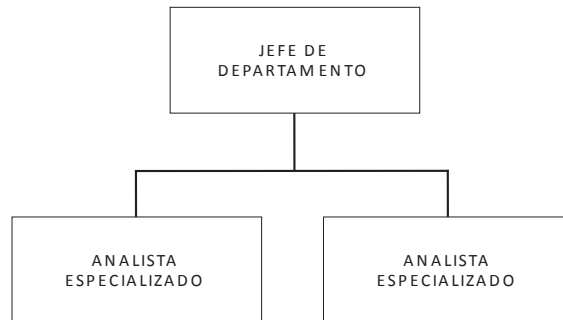 JEFE DE
DEPARTAMENTO
ANALISTA
ESPECIALIZADO
ANALISTA
ESPECIALIZADO